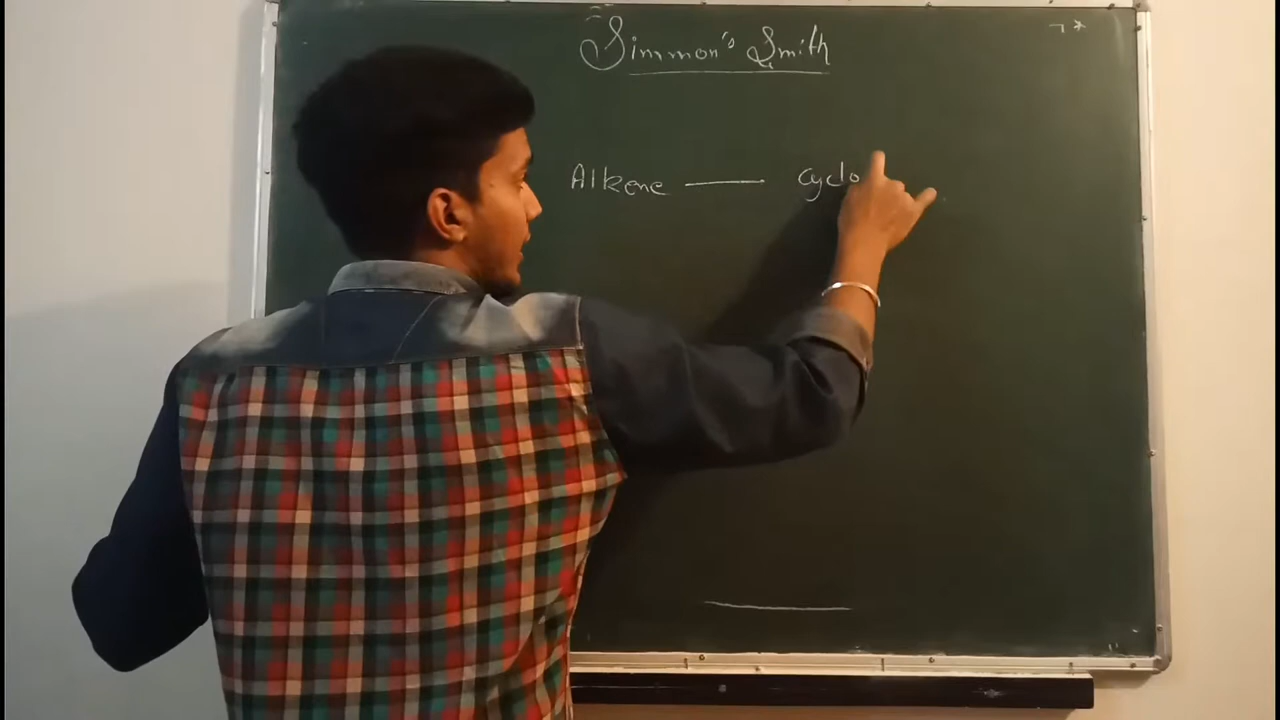 Simmon's Smith
Alkene — cyclo